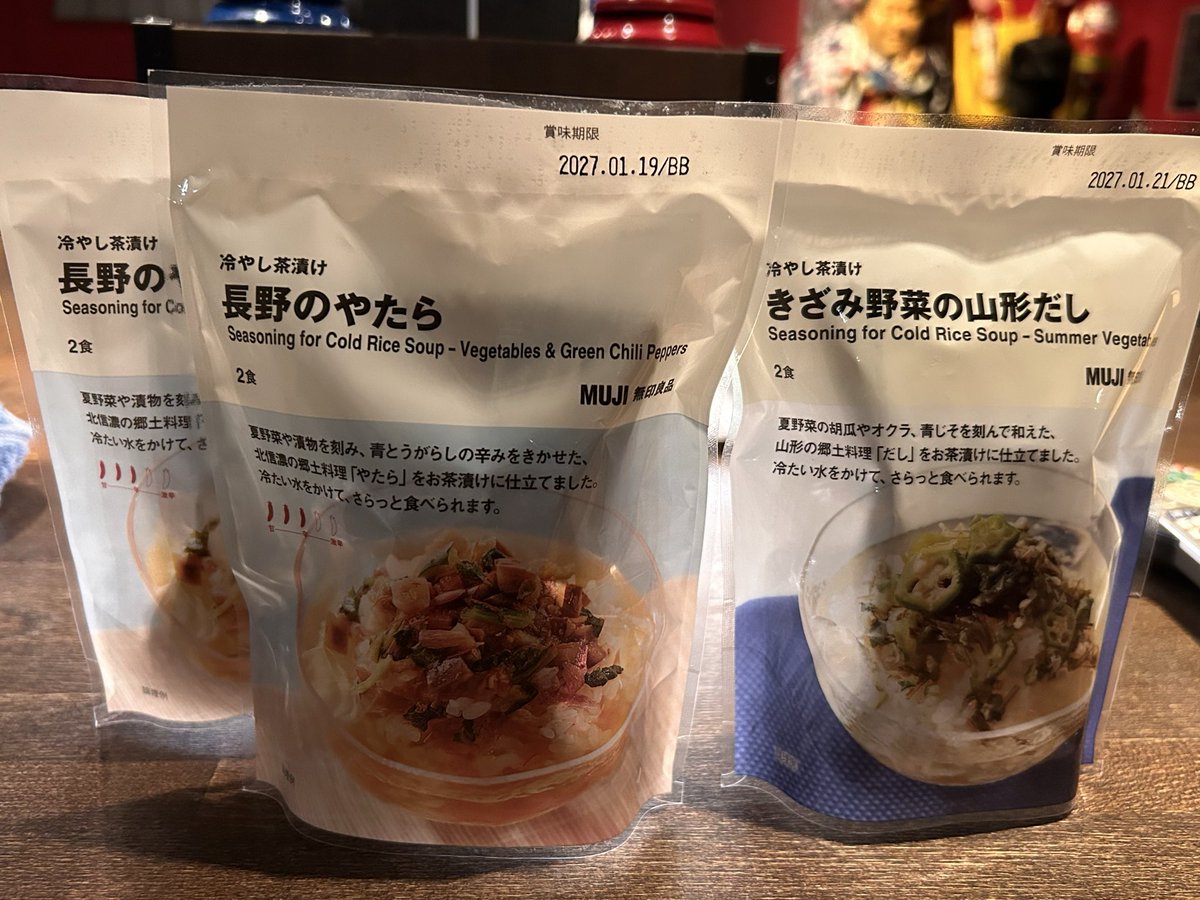 冷やし茶漬け
長野の
Seasoning for Co
2食
夏野菜や漬物を刻み
北信濃の郷土料理「
冷たい水をかけて、さ
調理例
賞味期限
2027.01.19/BB
冷やし茶漬け
長野のやたら
Seasoning for Cold Rice Soup – Vegetables & Green Chili Peppers
2食
MUJI 無印良品
夏野菜や漬物を刻み、青とうがらしの辛みをきかせた、
北信濃の郷土料理「やたら」をお茶漬けに仕立てました。
冷たい水をかけて、さらっと食べられます。
賞味期限
2027.01.21/BB
冷やし茶漬け
きざみ野菜の山形だし
Seasoning for Cold Rice Soup – Summer Vegetab
2食
MUJI 無印
夏野菜の胡瓜やオクラ、青じそを刻んで和えた、
山形の郷土料理「だし」をお茶漬けに仕立てました。
冷たい水をかけて、さらっと食べられます。